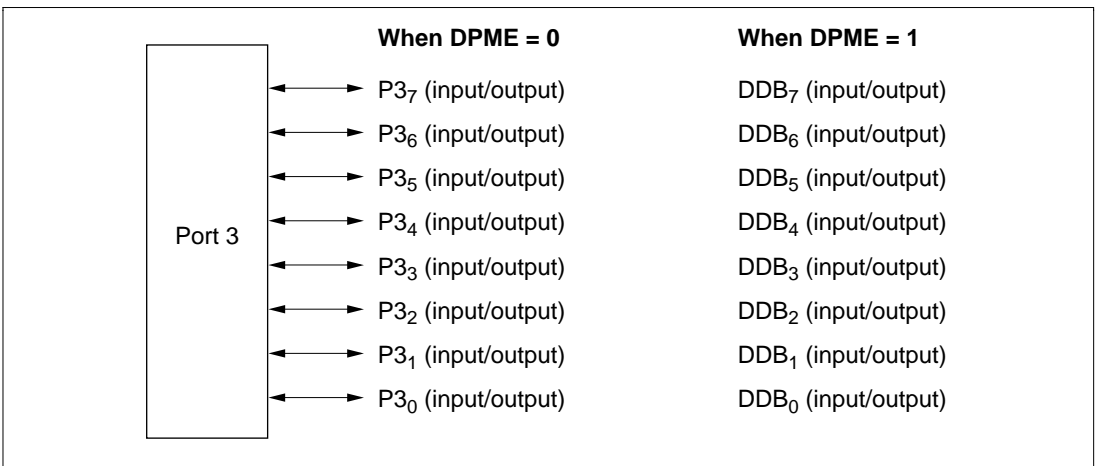 When DPME = 0 When DPME = 1
P3₇ (input/output) DDB₇ (input/output)
P3₆ (input/output) DDB₆ (input/output)
P3₅ (input/output) DDB₅ (input/output)
Port 3 P3₄ (input/output) DDB₄ (input/output)
P3₃ (input/output) DDB₃ (input/output)
P3₂ (input/output) DDB₂ (input/output)
P3₁ (input/output) DDB₁ (input/output)
P3₀ (input/output) DDB₀ (input/output)